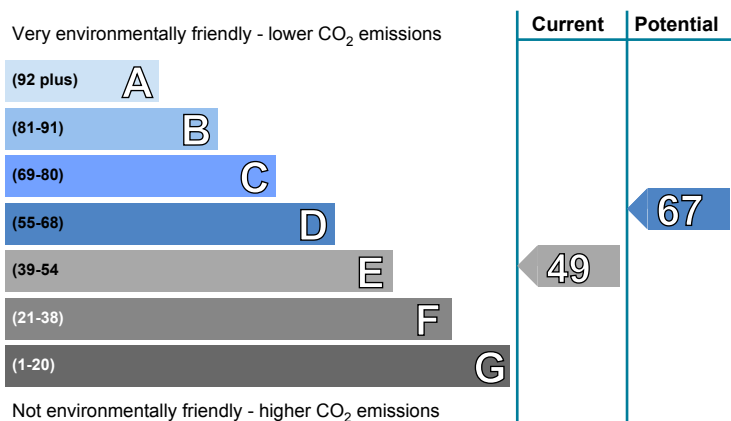 Very environmentally friendly - lower CO₂ emissions
Current
Potential
(92 plus) A
(81-91) B
(69-80) C
67
(55-68) D
(39-54 E
49
(21-38) F
(1-20) G
Not environmentally friendly - higher CO₂ emissions